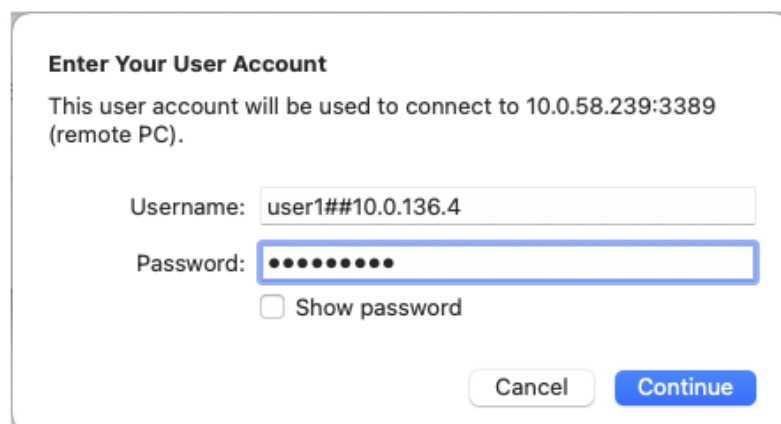 Enter Your User Account
This user account will be used to connect to 10.0.58.239:3389
(remote PC).
Username: user1##10.0.136.4
Password: •••••••••
Show password
Cancel Continue